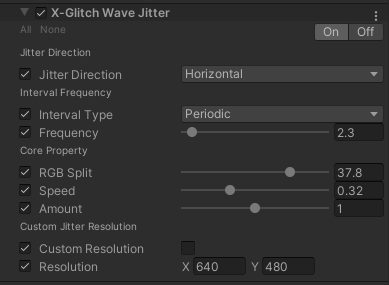 X-Glitch Wave Jitter
All None On Off
Jitter Direction
Jitter Direction Horizontal
Interval Frequency
Interval Type Periodic
Frequency 2.3
Core Property
RGB Split 37.8
Speed 0.32
Amount 1
Custom Jitter Resolution
Custom Resolution
Resolution X 640 Y 480